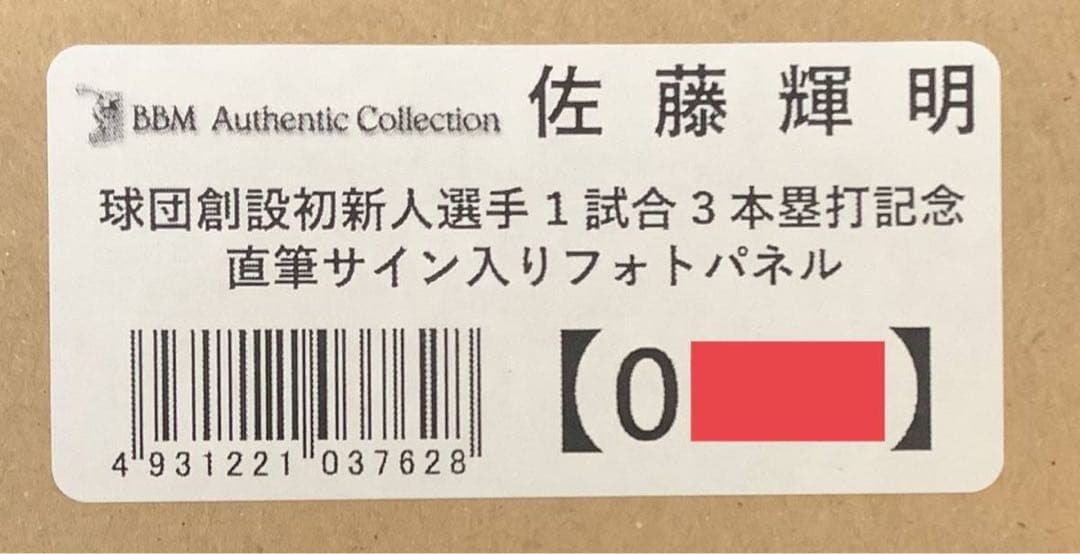 BBM Authentic Collection 佐藤輝明
球団創設初新人選手1試合3本塁打記念
直筆サイン入りフォトパネル
【0 】
4 931221 037628